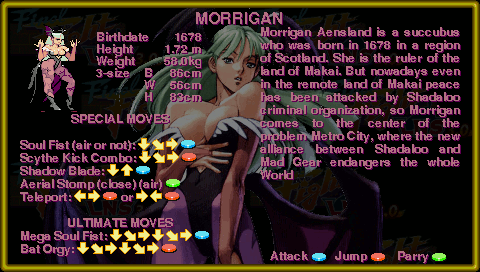 MORRIGAN
Birthdate 1678
Height 1.72 m
Weight 58.0kg
3-size B 86cm
W 56cm
H 83cm
SPECIAL MOVES
Soul Fist (air or not):
Scythe Kick Combo:
Shadow Blade:
Aerial Stomp (close) (air)
Teleport: or
ULTIMATE MOVES
Mega Soul Fist:
Bat Orgy:
Morrigan Aensland is a succubus
who was born in 1678 in a region
of Scotland. She is the ruler of the
land of Makai. But nowadays even
in the remote land of Makai peace
has been attacked by Shadaloo
criminal organization, so Morrigan
comes to the center of the
problem Metro City, where the new
alliance between Shadaloo and
Mad Gear endangers the whole
World
Attack Jump Parry